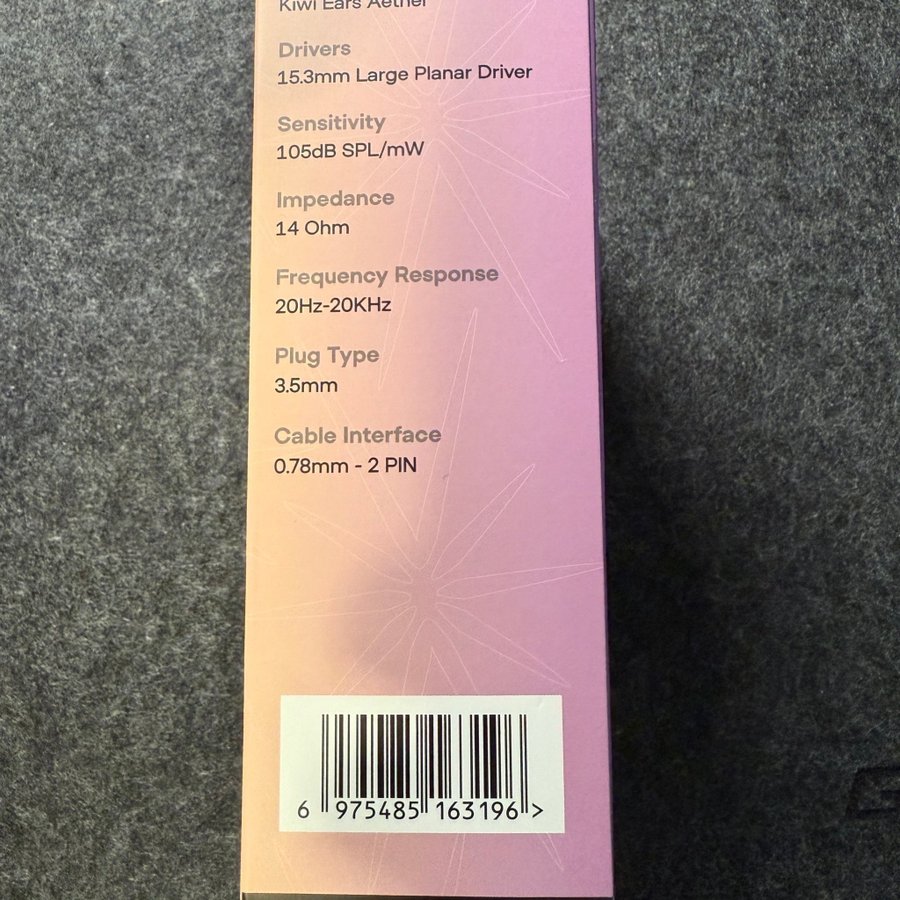 Kiwi Ears Aether
Drivers
15.3mm Large Planar Driver
Sensitivity
105dB SPL/mW
Impedance
14 Ohm
Frequency Response
20Hz-20KHz
Plug Type
3.5mm
Cable Interface
0.78mm - 2 PIN
6 975485 163196 >